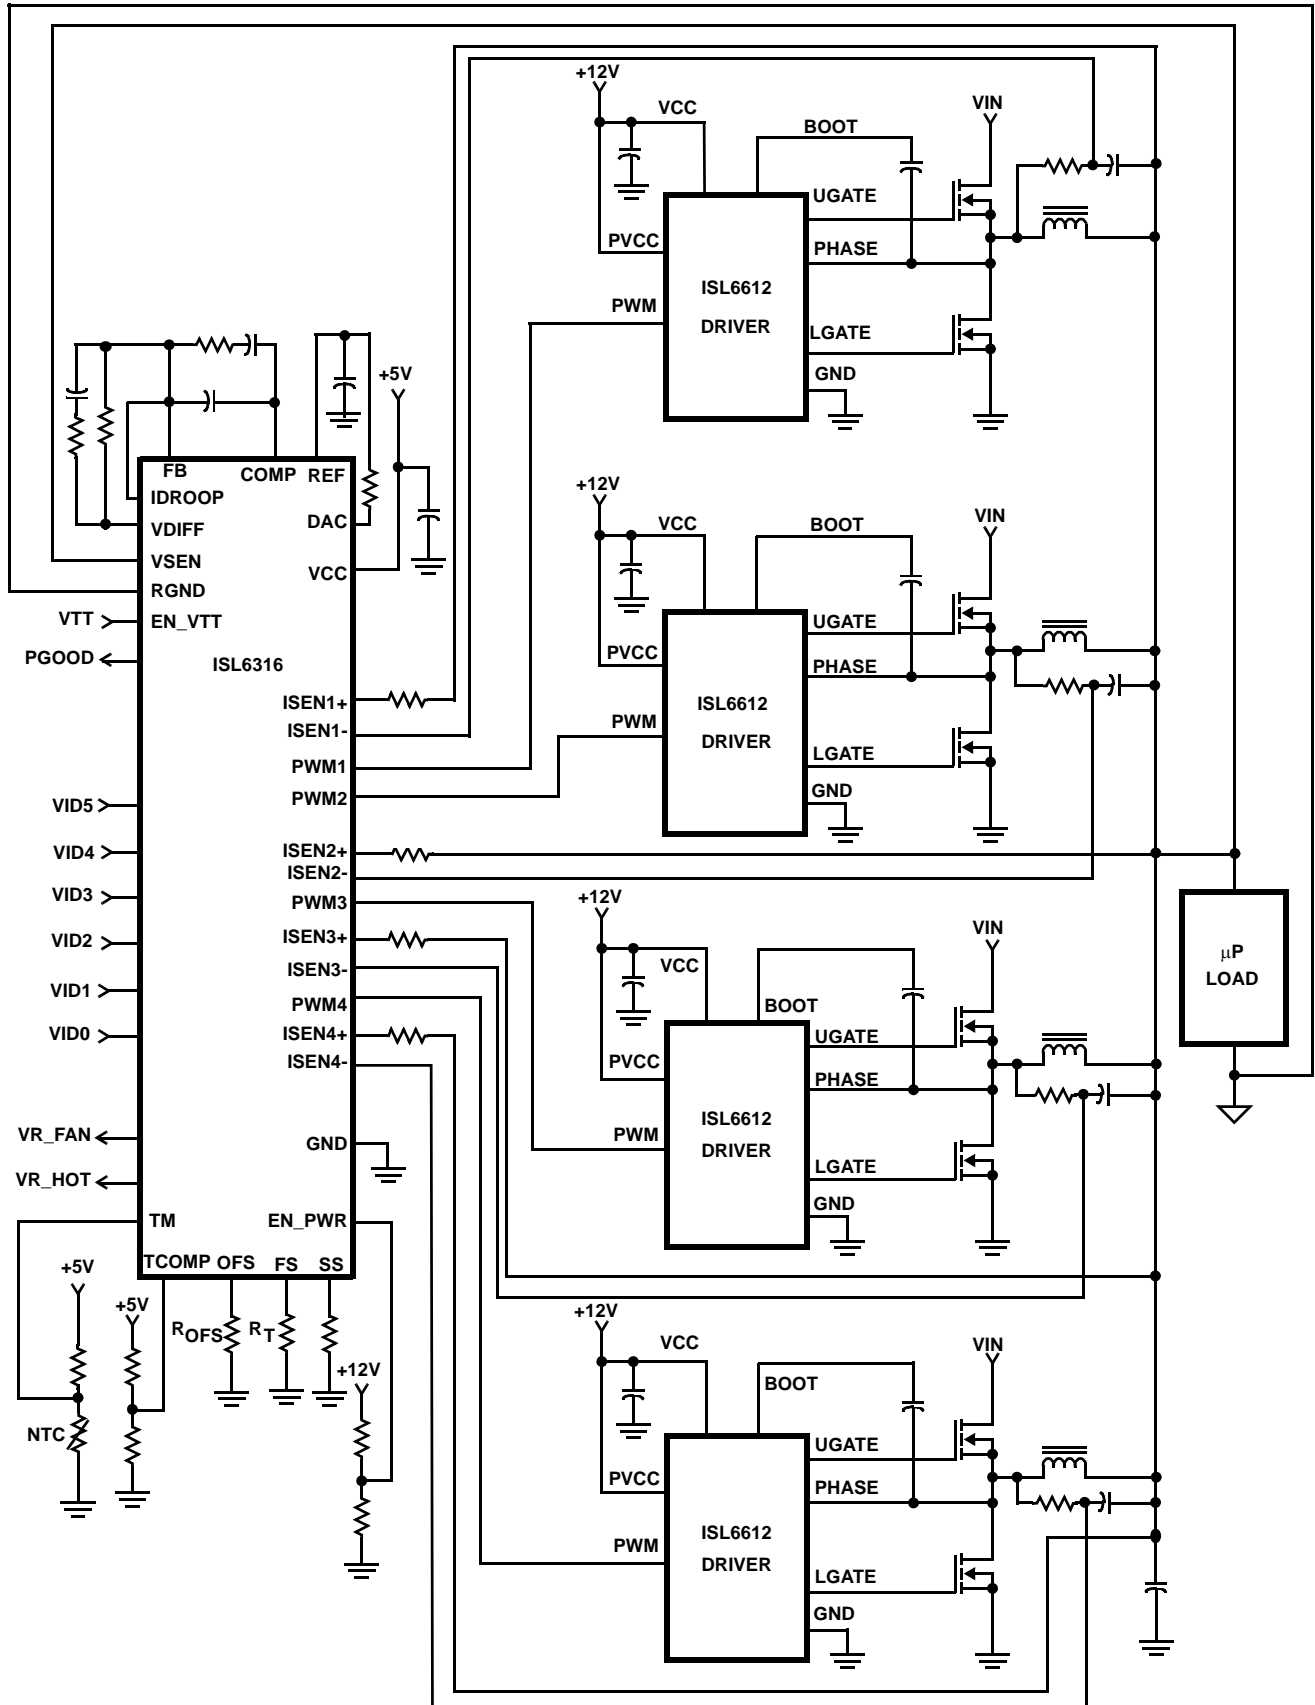 +12V
VCC
VIN
BOOT
UGATE
PVCC
PHASE
ISL6612
DRIVER
PWM
LGATE
GND
+5V
FB
COMP
REF
IDROOP
VDIFF
DAC
VSEN
VCC
RGND
VTT
EN_VTT
PGOOD
ISL6316
ISEN1+
ISEN1-
PWM1
PWM2
VID5
VID4
ISEN2+
ISEN2-
VID3
PWM3
VID2
ISEN3+
ISEN3-
VID1
PWM4
VID0
ISEN4+
ISEN4-
VR_FAN
GND
VR_HOT
TM
EN_PWR
TCOMP
OFS
FS
SS
+5V
+5V
ROFS
RT
+12V
NTC
+12V
VCC
VIN
BOOT
UGATE
PVCC
PHASE
ISL6612
DRIVER
PWM
LGATE
GND
+12V
VCC
VIN
BOOT
UGATE
PVCC
PHASE
ISL6612
DRIVER
PWM
LGATE
GND
μP
LOAD
+12V
VCC
VIN
BOOT
UGATE
PVCC
PHASE
ISL6612
DRIVER
PWM
LGATE
GND